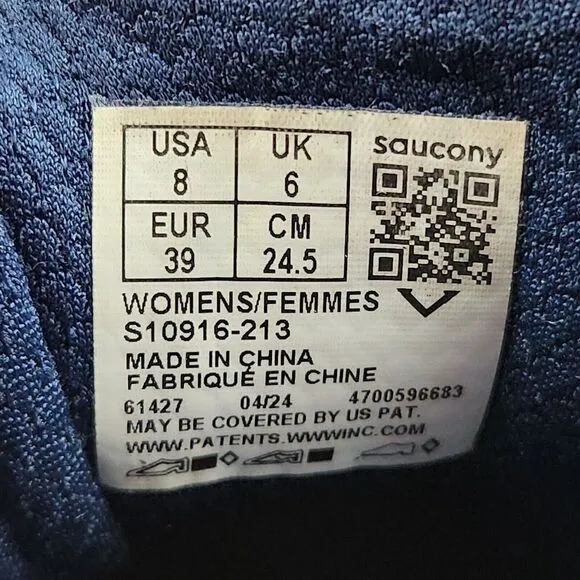 USA UK saucony
8 6
EUR CM
39 24.5
WOMENS/FEMMES
S10916-213
MADE IN CHINA
FABRIQUÉ EN CHINE
61427 04/24 4700596683
MAY BE COVERED BY US PAT.
WWW.PATENTS.WWWINC.COM